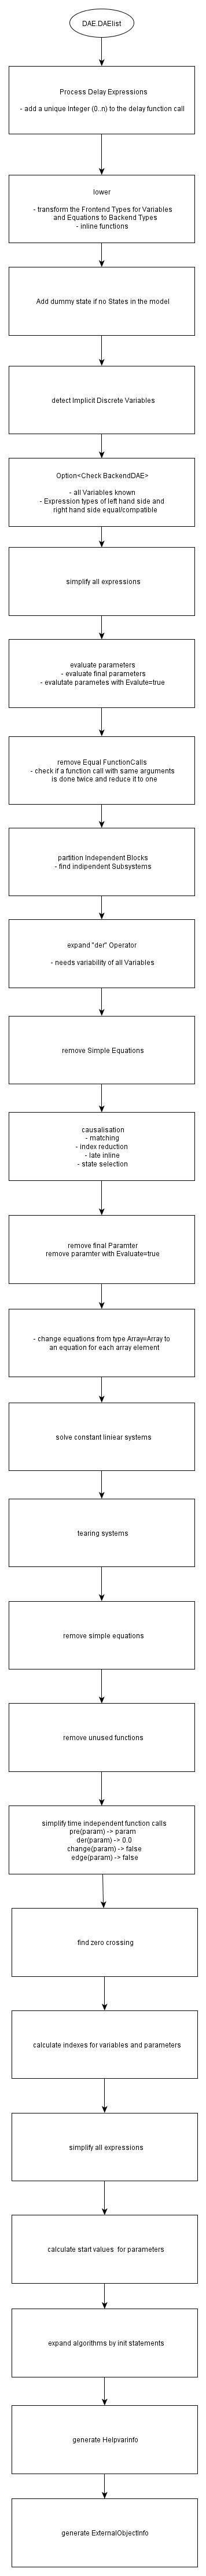 DAE.DAElist
Process Delay Expressions
- add a unique Integer (0..n) to the delay function call
lower
- transform the Frontend Types for Variables
and Equations to Backend Types
- inline functions
Add dummy state if no States in the model
detect Implicit Discrete Variables
Option<Check BackendDAE>
- all Variables known
- Expression types of left hand side and
right hand side equal/compatible
simplify all expressions
evaluate parameters
- evaluate final parameters
- evalutate parametes with Evalute=true
remove Equal FunctionCalls
- check if a function call with same arguments
is done twice and reduce it to one
partition Independent Blocks
- find indipendent Subsystems
expand "der" Operator
- needs variability of all Variables
remove Simple Equations
causalisation
- matching
- index reduction
- late inline
- state selection
remove final Paramter
remove paramter with Evaluate=true
- change equations from type Array=Array to
an equation for each array element
solve constant liniear systems
tearing systems
remove simple equations
remove unused functions
simplify time independent function calls
pre(param) -> param
der(param) -> 0.0
change(param) -> false
edge(param) -> false
find zero crossing
calculate indexes for variables and parameters
simplify all expressions
calculate start values for parameters
expand algorithms by init statements
generate Helpvarinfo
generate ExternalObjectInfo